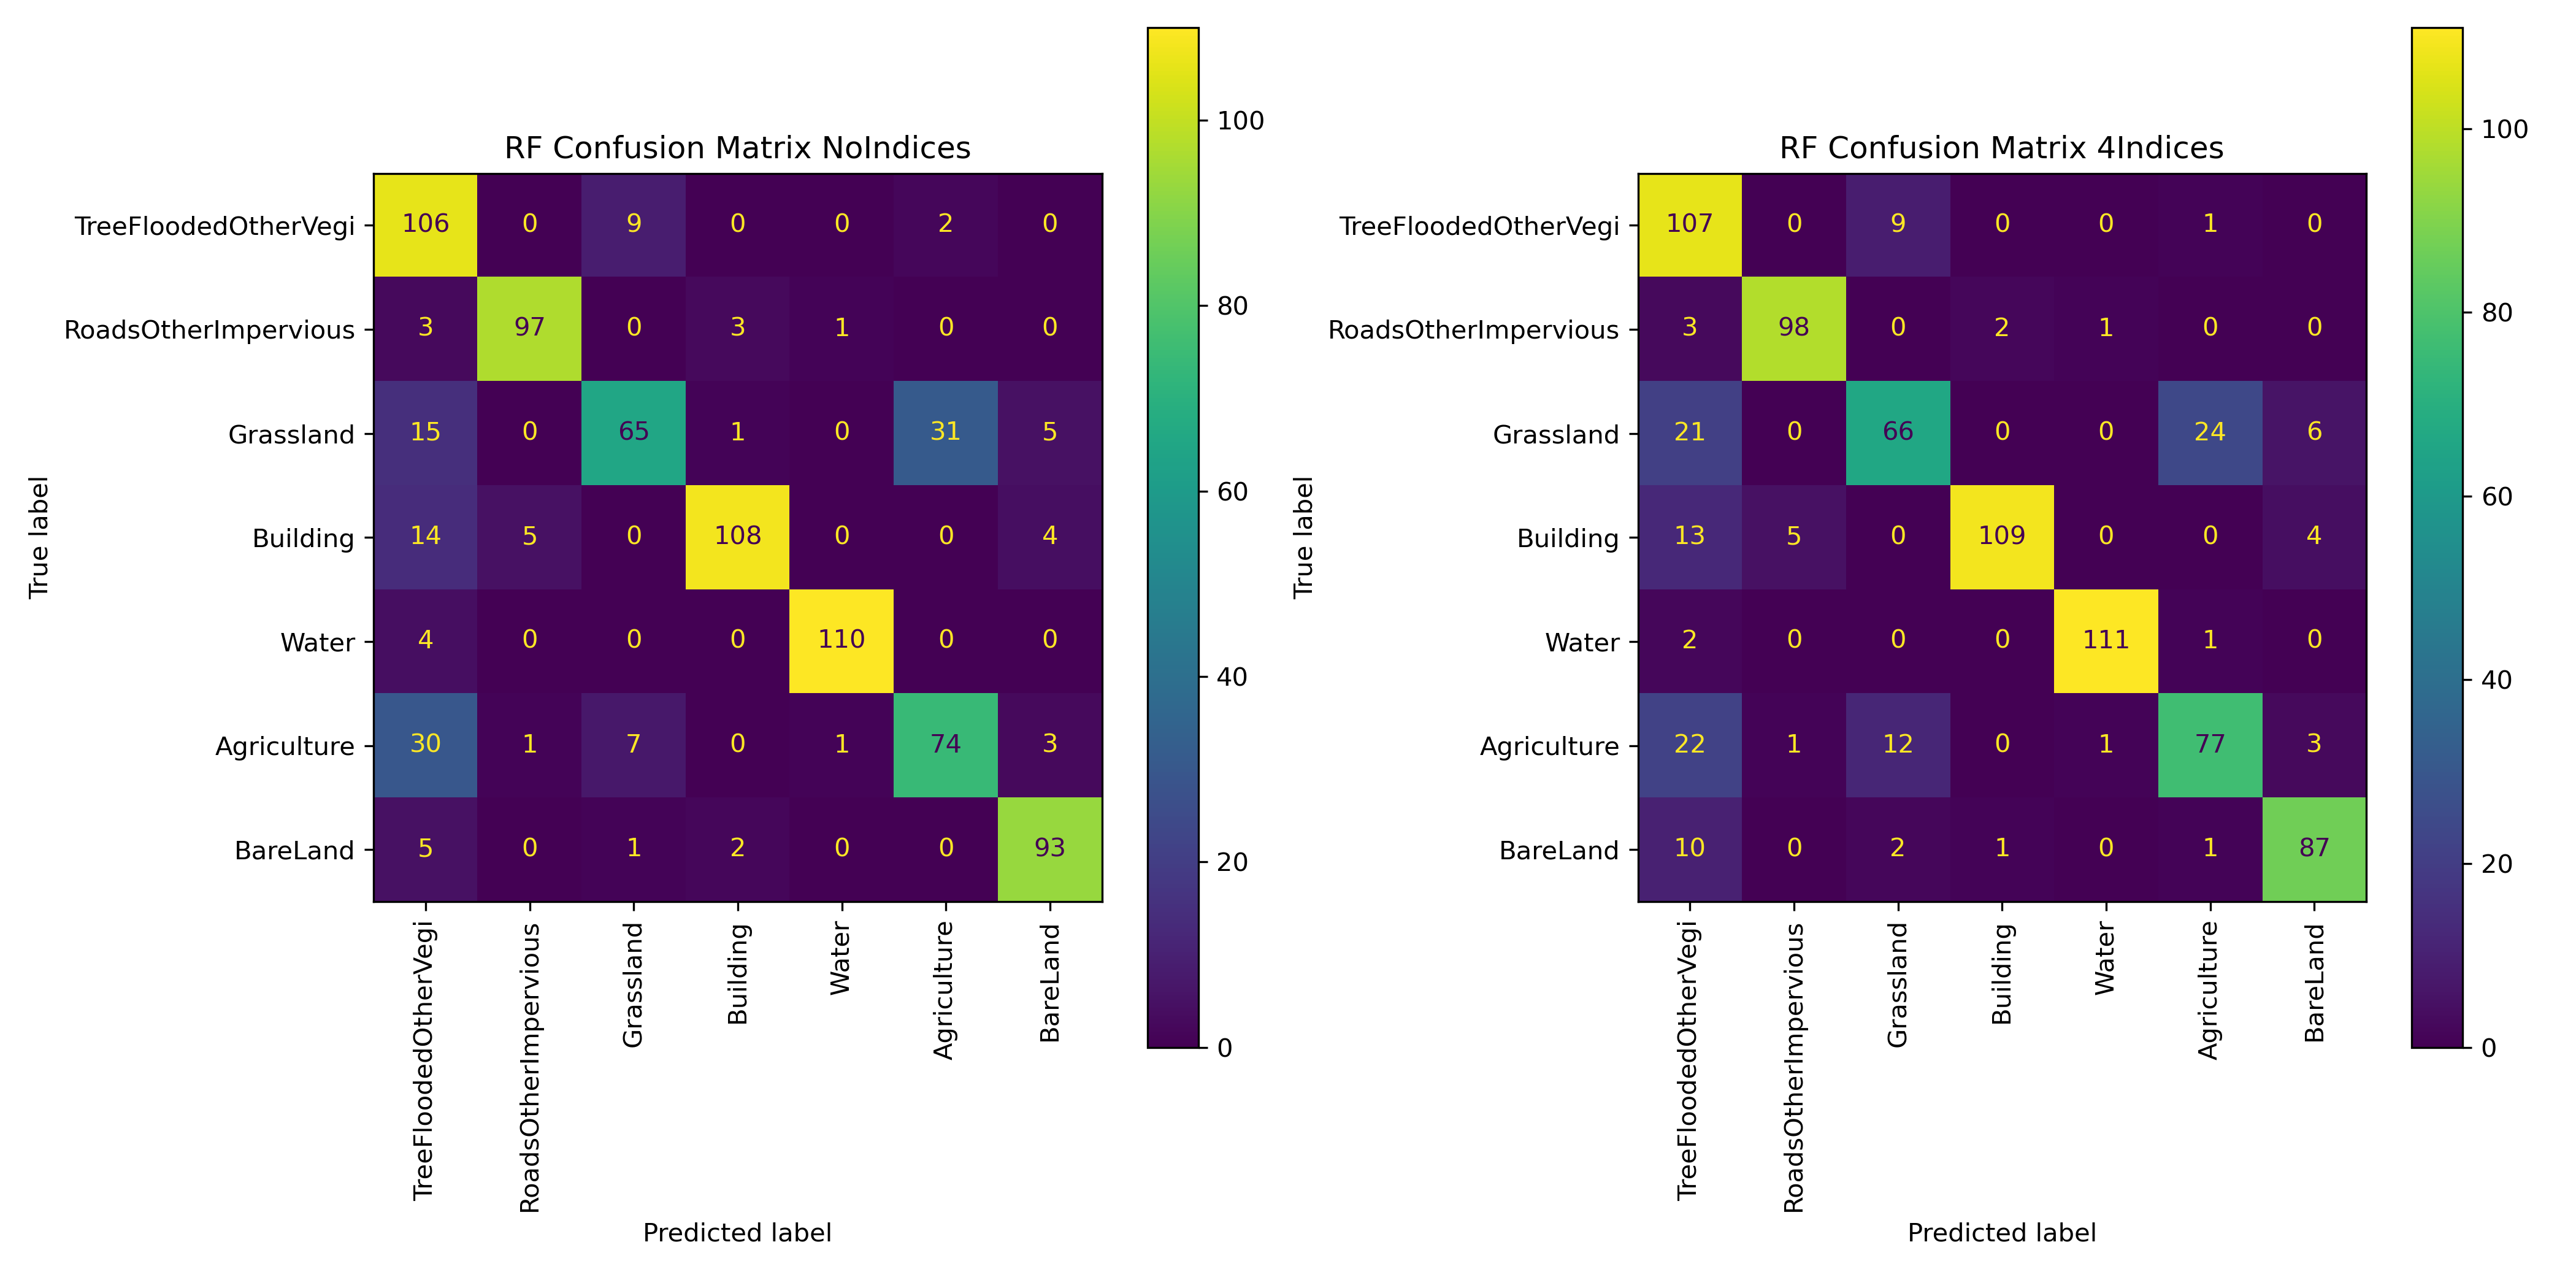 RF Confusion Matrix NoIndices
True label
TreeFloodedOtherVegi 106 0 9 0 0 2 0
RoadsOtherImpervious 3 97 0 3 1 0 0
Grassland 15 0 65 1 0 31 5
Building 14 5 0 108 0 0 4
Water 4 0 0 0 110 0 0
Agriculture 30 1 7 0 1 74 3
BareLand 5 0 1 2 0 0 93
TreeFloodedOtherVegi
RoadsOtherImpervious
Grassland
Building
Water
Agriculture
BareLand
Predicted label
100
80
60
40
20
0
RF Confusion Matrix 4Indices
True label
TreeFloodedOtherVegi 107 0 9 0 0 1 0
RoadsOtherImpervious 3 98 0 2 1 0 0
Grassland 21 0 66 0 0 24 6
Building 13 5 0 109 0 0 4
Water 2 0 0 0 111 1 0
Agriculture 22 1 12 0 1 77 3
BareLand 10 0 2 1 0 1 87
TreeFloodedOtherVegi
RoadsOtherImpervious
Grassland
Building
Water
Agriculture
BareLand
Predicted label
100
80
60
40
20
0